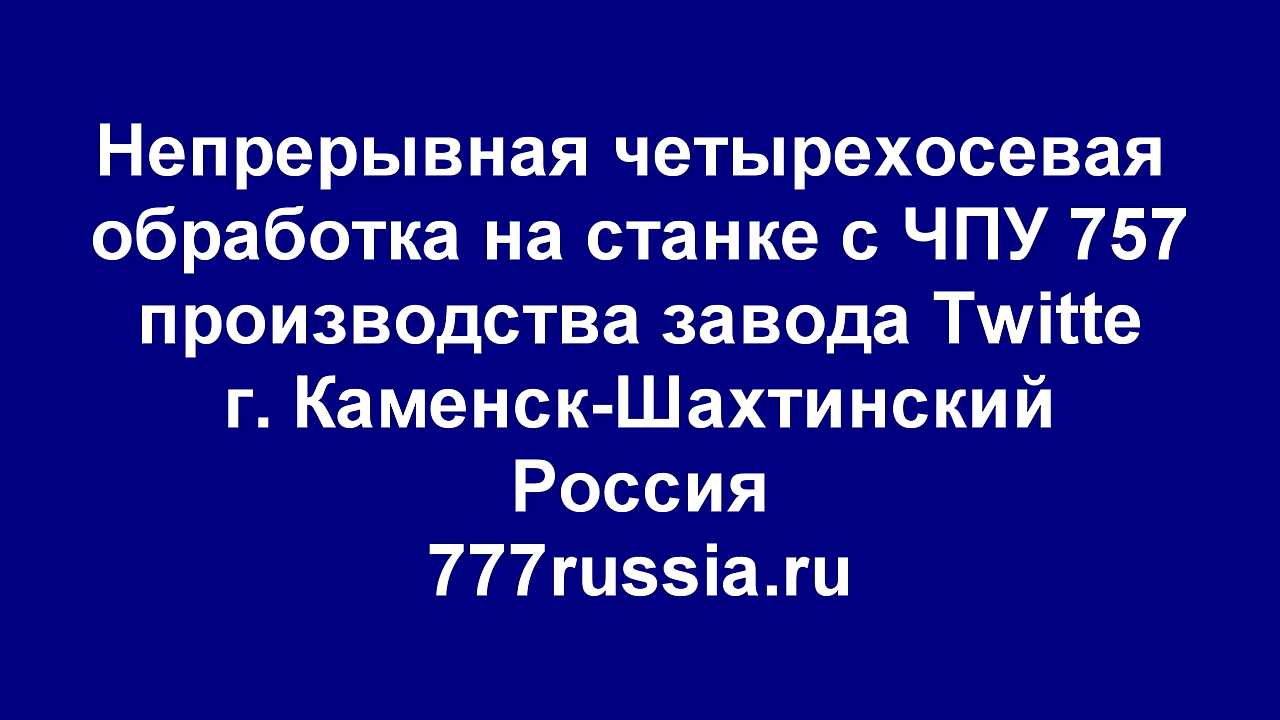 Непрерывная четырехосевая
обработка на станке с ЧПУ 757
производства завода Twitte
г. Каменск-Шахтинский
Россия
777russia.ru